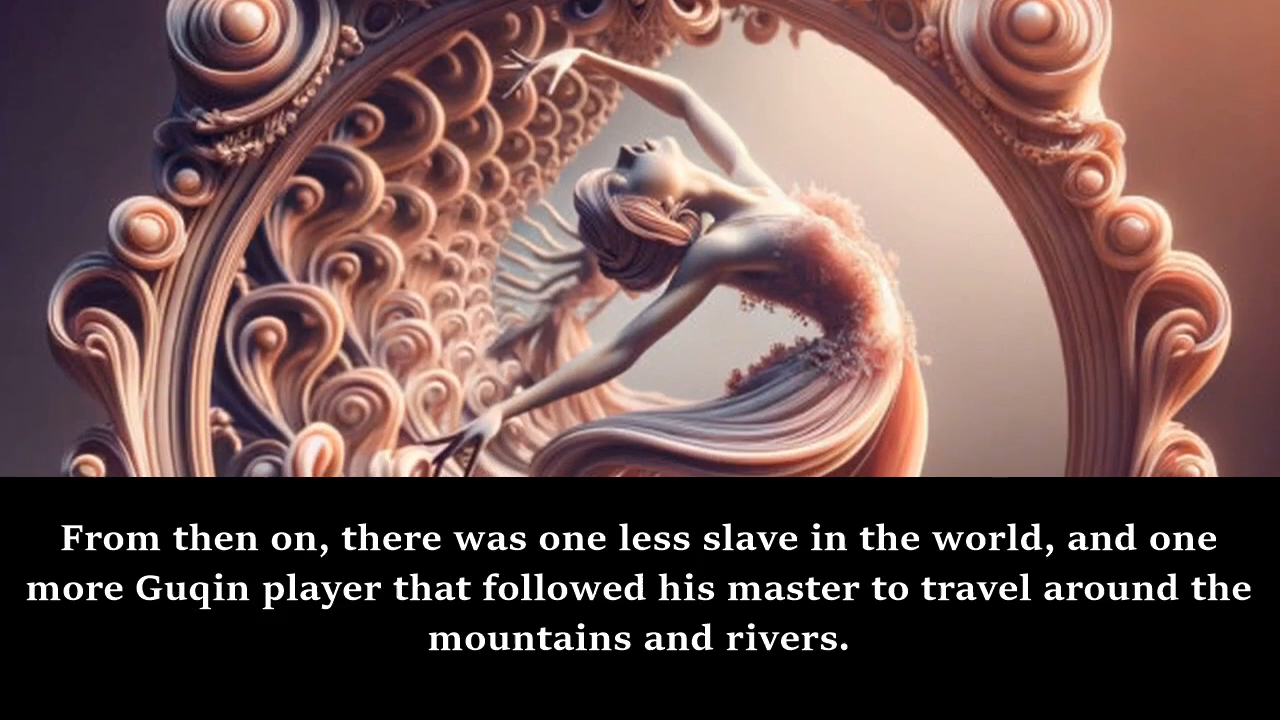 From then on, there was one less slave in the world, and one
more Guqin player that followed his master to travel around the
mountains and rivers.